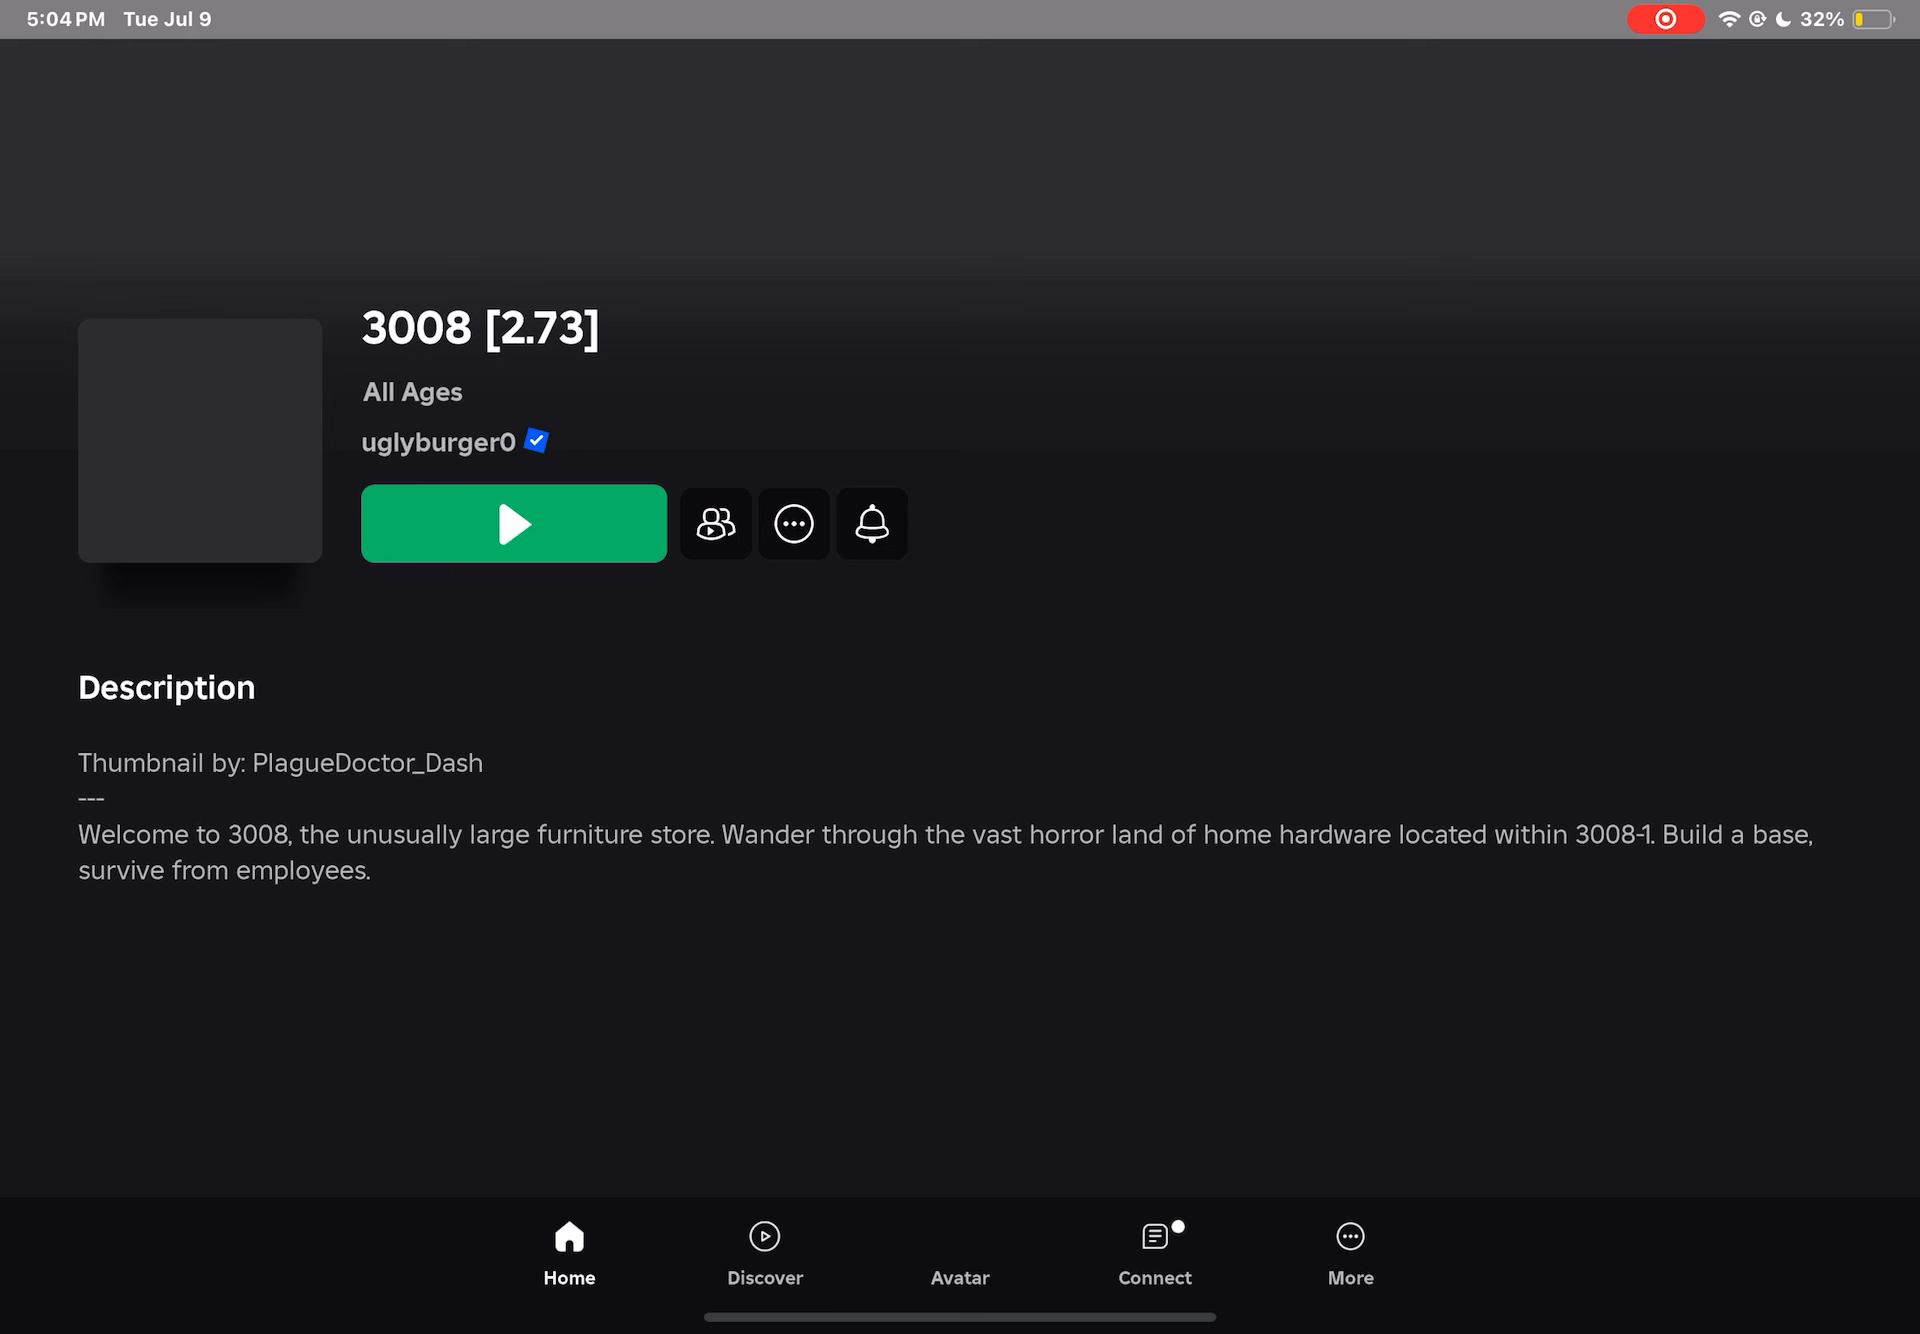 5:04 PM Tue Jul 9 32%
3008 [2.73]
All Ages
uglyburger0
Description
Thumbnail by: PlagueDoctor_Dash
---
Welcome to 3008, the unusually large furniture store. Wander through the vast horror land of home hardware located within 3008-1. Build a base,
survive from employees.
Home Discover Avatar Connect More